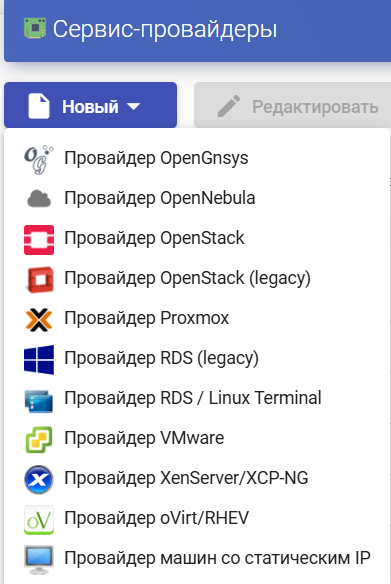 Сервис-провайдеры
Новый
Редактировать
Провайдер OpenGnsys
Провайдер OpenNebula
Провайдер OpenStack
Провайдер OpenStack (legacy)
Провайдер Proxmox
Провайдер RDS (legacy)
Провайдер RDS / Linux Terminal
Провайдер VMware
Провайдер XenServer/XCP-NG
Провайдер oVirt/RHEV
Провайдер машин со статическим IP